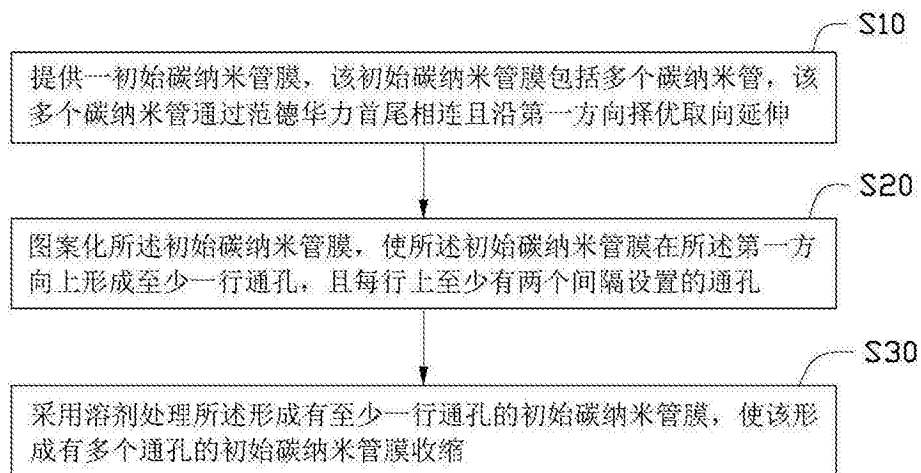 S10
提供一初始碳纳米管膜，该初始碳纳米管膜包括多个碳纳米管，该
多个碳纳米管通过范德华力首尾相连且沿第一方向择优取向延伸
S20
图案化所述初始碳纳米管膜，使所述初始碳纳米管膜在所述第一方
向上形成至少一行通孔，且每行上至少有两个间隔设置的通孔
S30
采用溶剂处理所述形成有至少一行通孔的初始碳纳米管膜，使该形
成有多个通孔的初始碳纳米管膜收缩